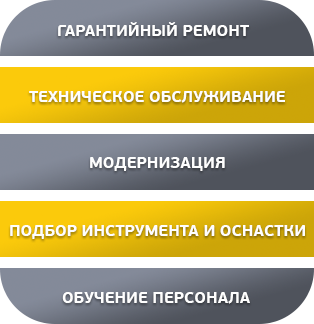 ГАРАНТИЙНЫЙ РЕМОНТ
ТЕХНИЧЕСКОЕ ОБСЛУЖИВАНИЕ
МОДЕРНИЗАЦИЯ
ПОДБОР ИНСТРУМЕНТА И ОСНАСТКИ
ОБУЧЕНИЕ ПЕРСОНАЛА